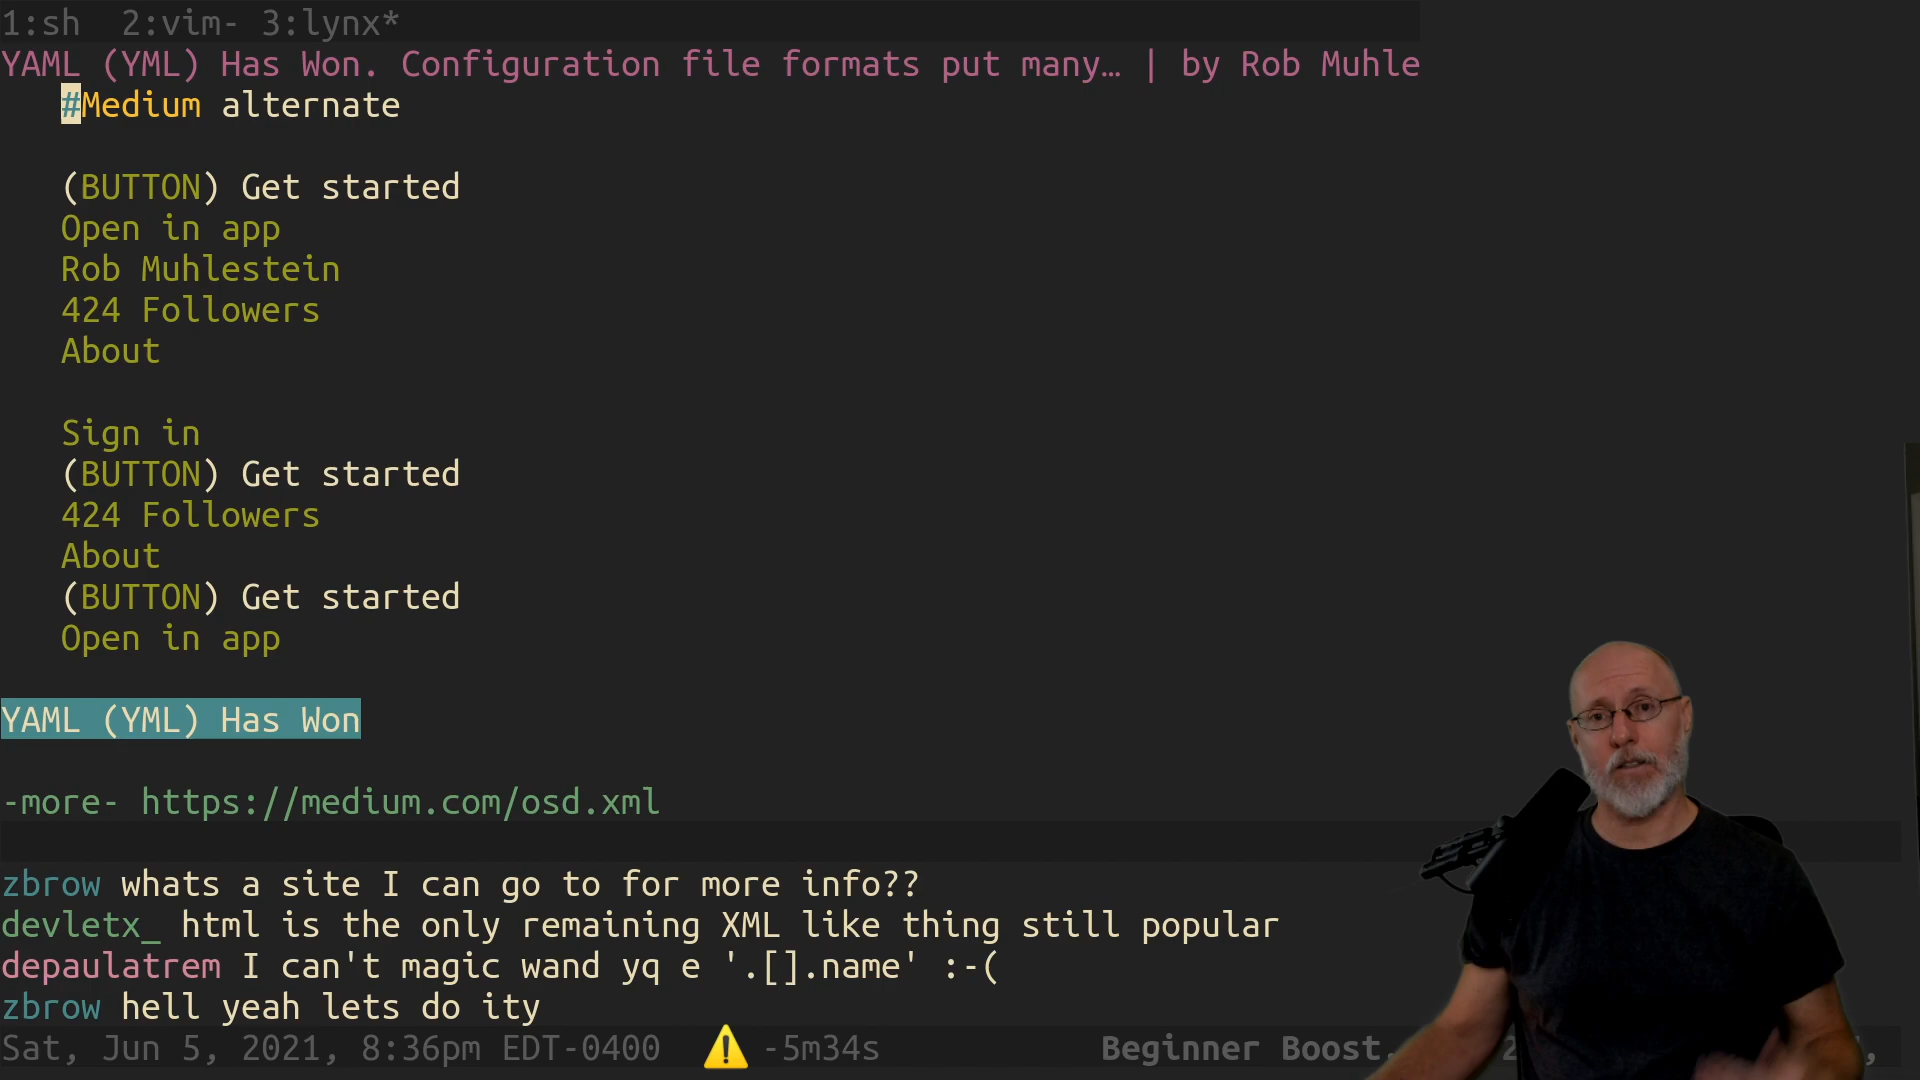 1:sh  2:vim- 3:lynx*
YAML (YML) Has Won. Configuration file formats put many… | by Rob Muhle
#Medium alternate
(BUTTON) Get started
Open in app
Rob Muhlestein
424 Followers
About
Sign in
(BUTTON) Get started
424 Followers
About
(BUTTON) Get started
Open in app
YAML (YML) Has Won
-more- https://medium.com/osd.xml
zbrow whats a site I can go to for more info??
devletx_ html is the only remaining XML like thing still popular
depaulatrem I can't magic wand yq e '.[].name' :-(
zbrow hell yeah lets do ity
Sat, Jun 5, 2021, 8:36pm EDT-0400 ⚠️ -5m34s Beginner Boost